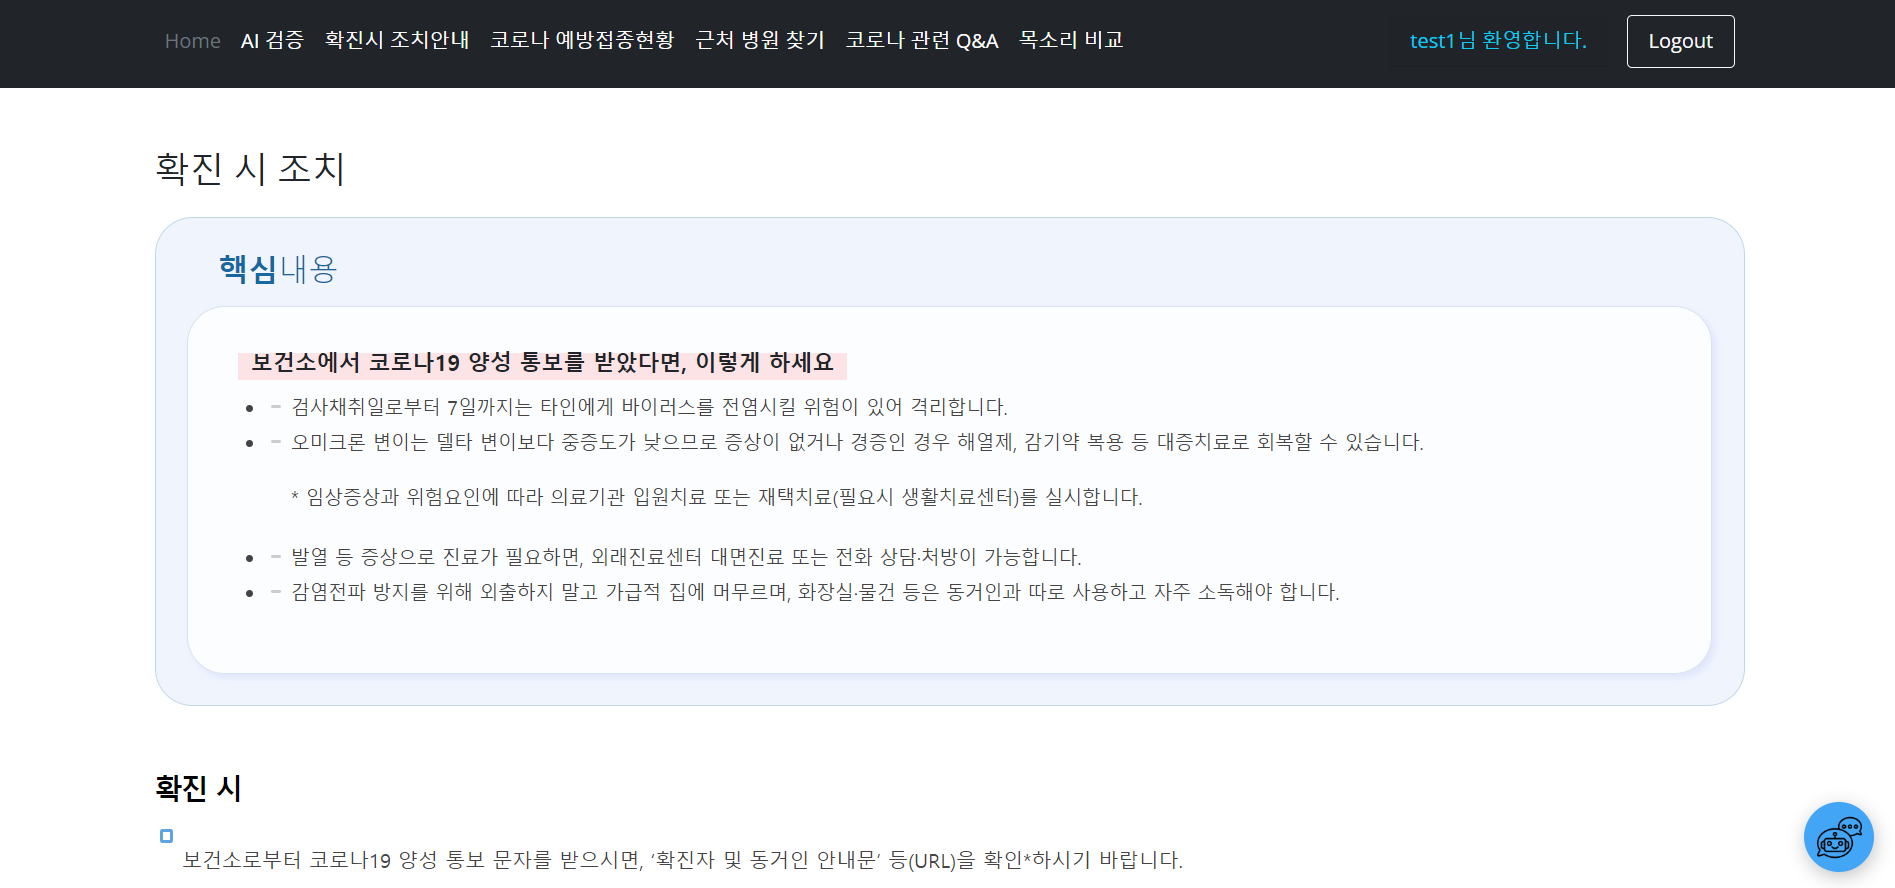 Home AI 검증 확진시 조치안내 코로나 예방접종현황 근처 병원 찾기 코로나 관련 Q&A 목소리 비교 test1님 환영합니다. Logout
확진 시 조치
핵심내용
보건소에서 코로나19 양성 통보를 받았다면, 이렇게 하세요
검사채취일로부터 7일까지는 타인에게 바이러스를 전염시킬 위험이 있어 격리합니다.
오미크론 변이는 델타 변이보다 중증도가 낮으므로 증상이 없거나 경증인 경우 해열제, 감기약 복용 등 대증치료로 회복할 수 있습니다.
* 임상증상과 위험요인에 따라 의료기관 입원치료 또는 재택치료(필요시 생활치료센터)를 실시합니다.
발열 등 증상으로 진료가 필요하면, 외래진료센터 대면진료 또는 전화 상담·처방이 가능합니다.
감염전파 방지를 위해 외출하지 말고 가급적 집에 머무르며, 화장실·물건 등은 동거인과 따로 사용하고 자주 소독해야 합니다.
확진 시
보건소로부터 코로나19 양성 통보 문자를 받으시면, ‘확진자 및 동거인 안내문’ 등(URL)을 확인*하시기 바랍니다.